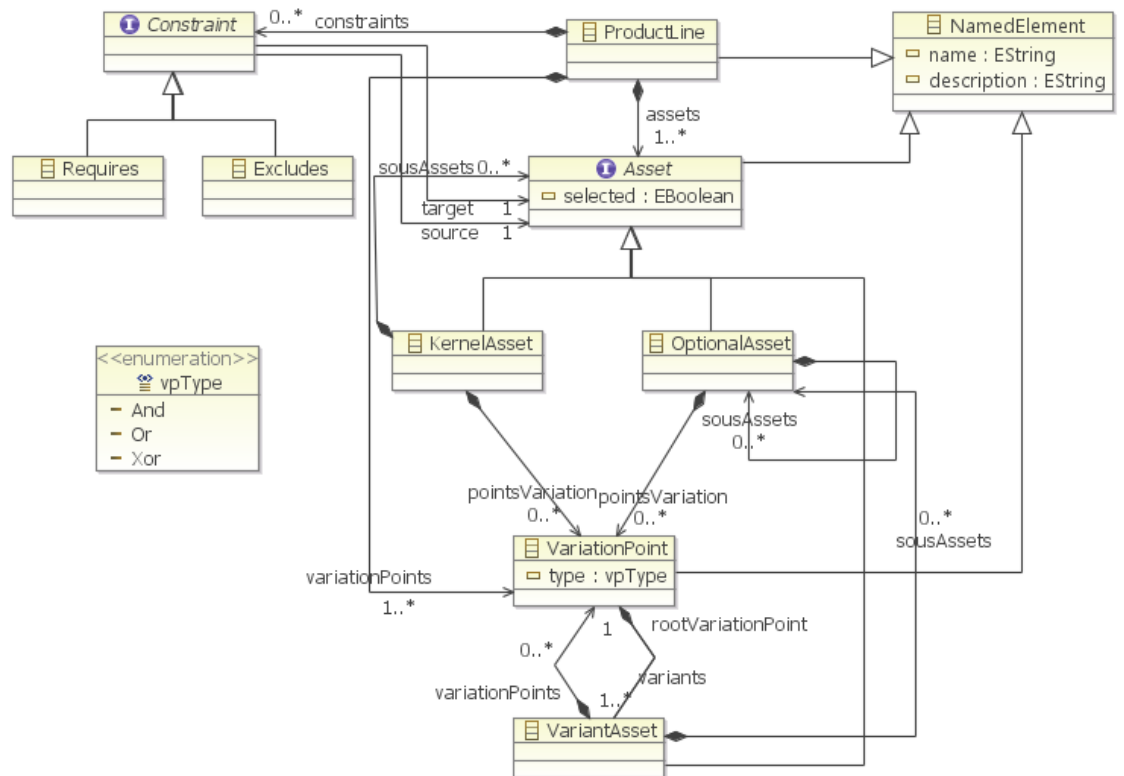 Constraint
0..* constraints
ProductLine
NamedElement
name : EString
description : EString
assets
1..*
Requires
Excludes
sousAssets 0..*
Asset
selected : EBoolean
target 1
source 1
<<enumeration>>
vpType
And
Or
Xor
KernelAsset
OptionalAsset
sousAssets
0..*
pointsVariation
0..*
pointsVariation
0..*
0..*
sousAssets
VariationPoint
type : vpType
variationPoints
1..*
1
rootVariationPoint
0..*
variationPoints
variants
1..*
VariantAsset